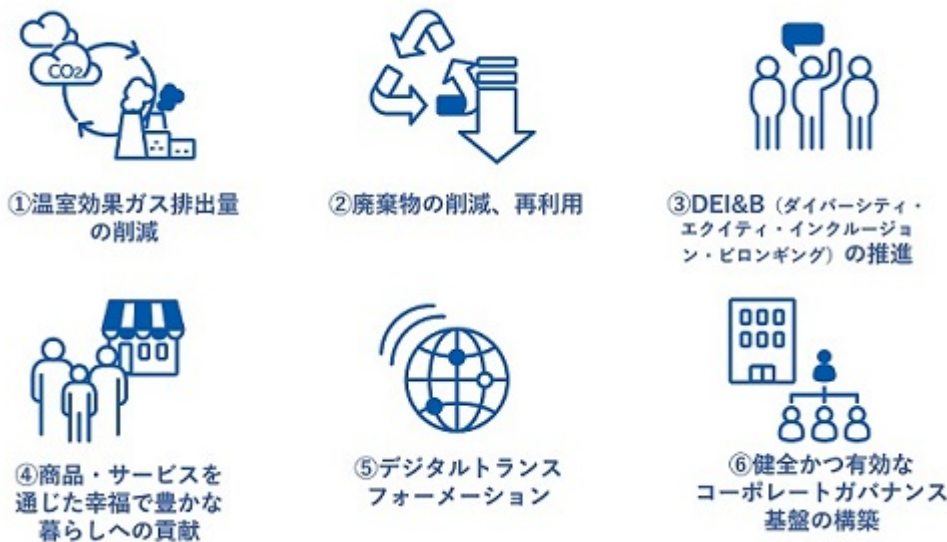 CO2
①温室効果ガス排出量
の削減
②廃棄物の削減、再利用
③DEI&B（ダイバーシティ・
エクイティ・インクルージョ
ン・ビロンギング）の推進
④商品・サービスを
通じた幸福で豊かな
暮らしへの貢献
⑤デジタルトランス
フォーメーション
⑥健全かつ有効な
コーポレートガバナンス
基盤の構築